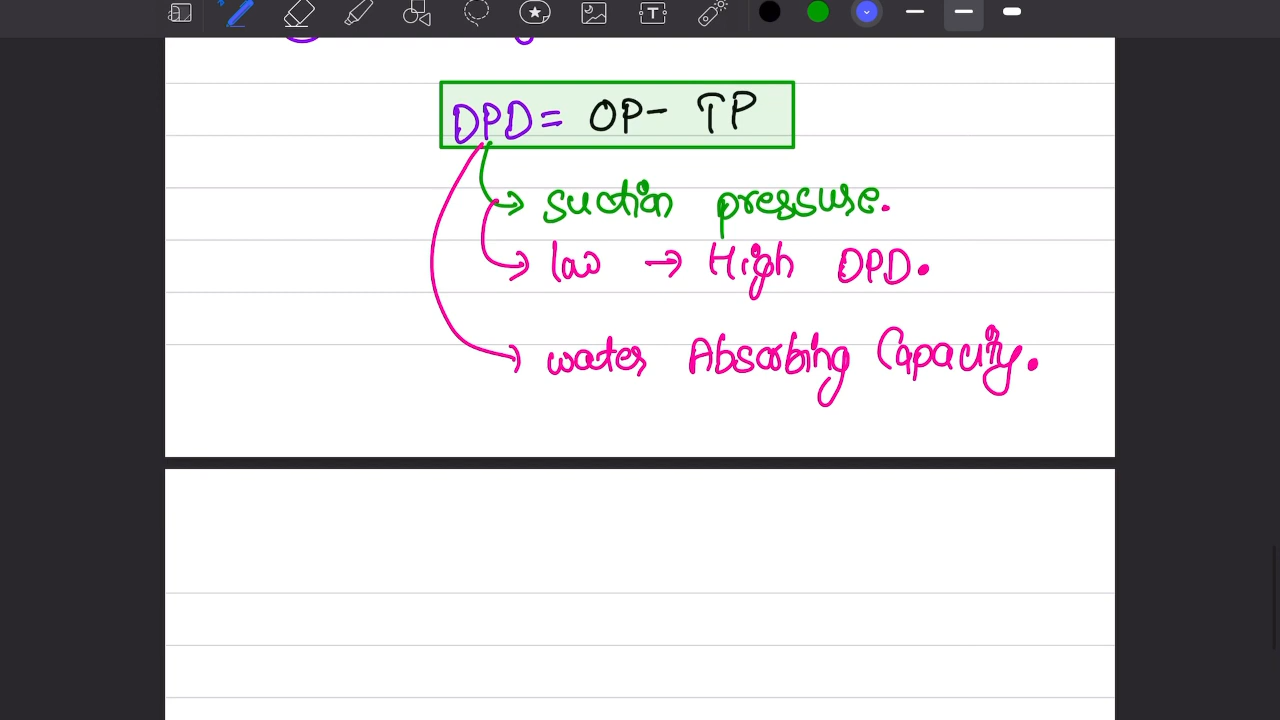 DPD = OP - TP
→ suction pressure.
→ low → High DPD.
→ water Absorbing Capacity.